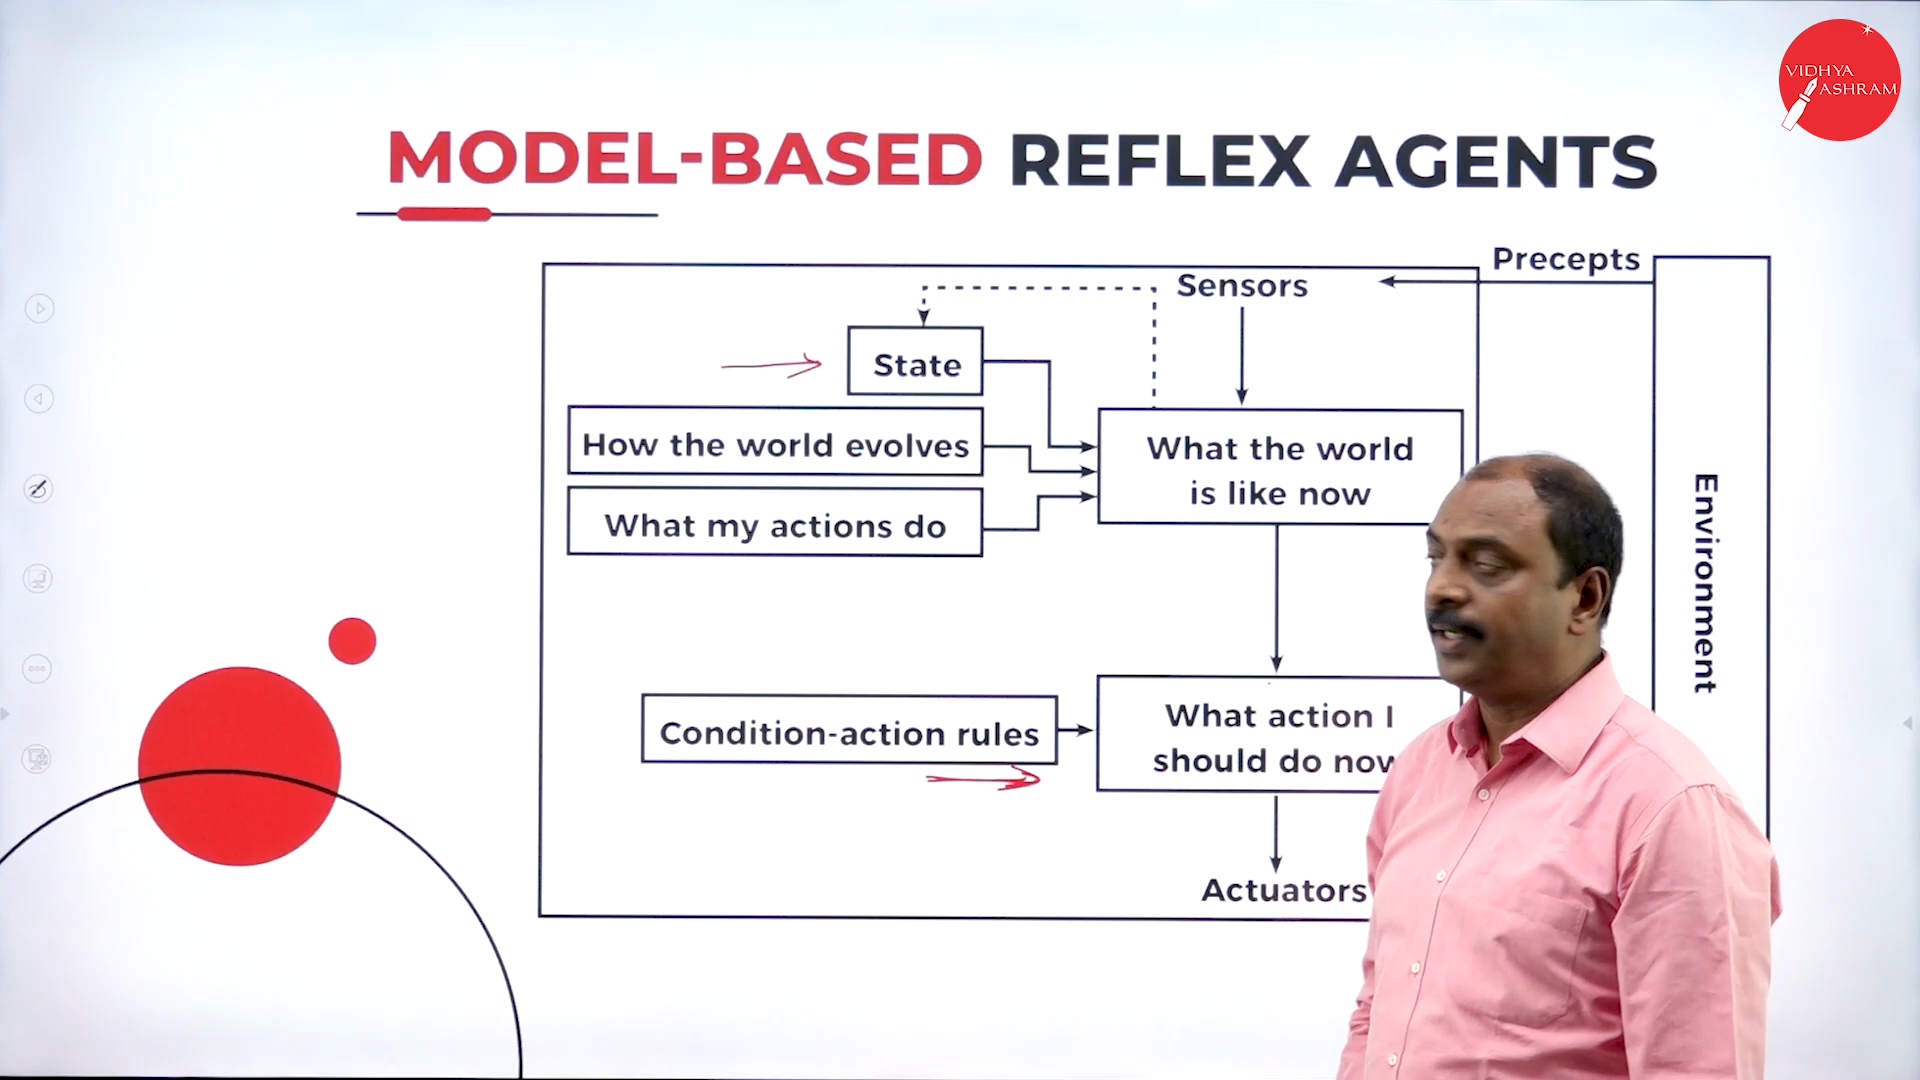 VIDHYA
ASHRAM
MODEL-BASED REFLEX AGENTS
Precepts
Sensors
State
How the world evolves
What the world
is like now
What my actions do
Environment
Condition-action rules
What action I
should do now
Actuators